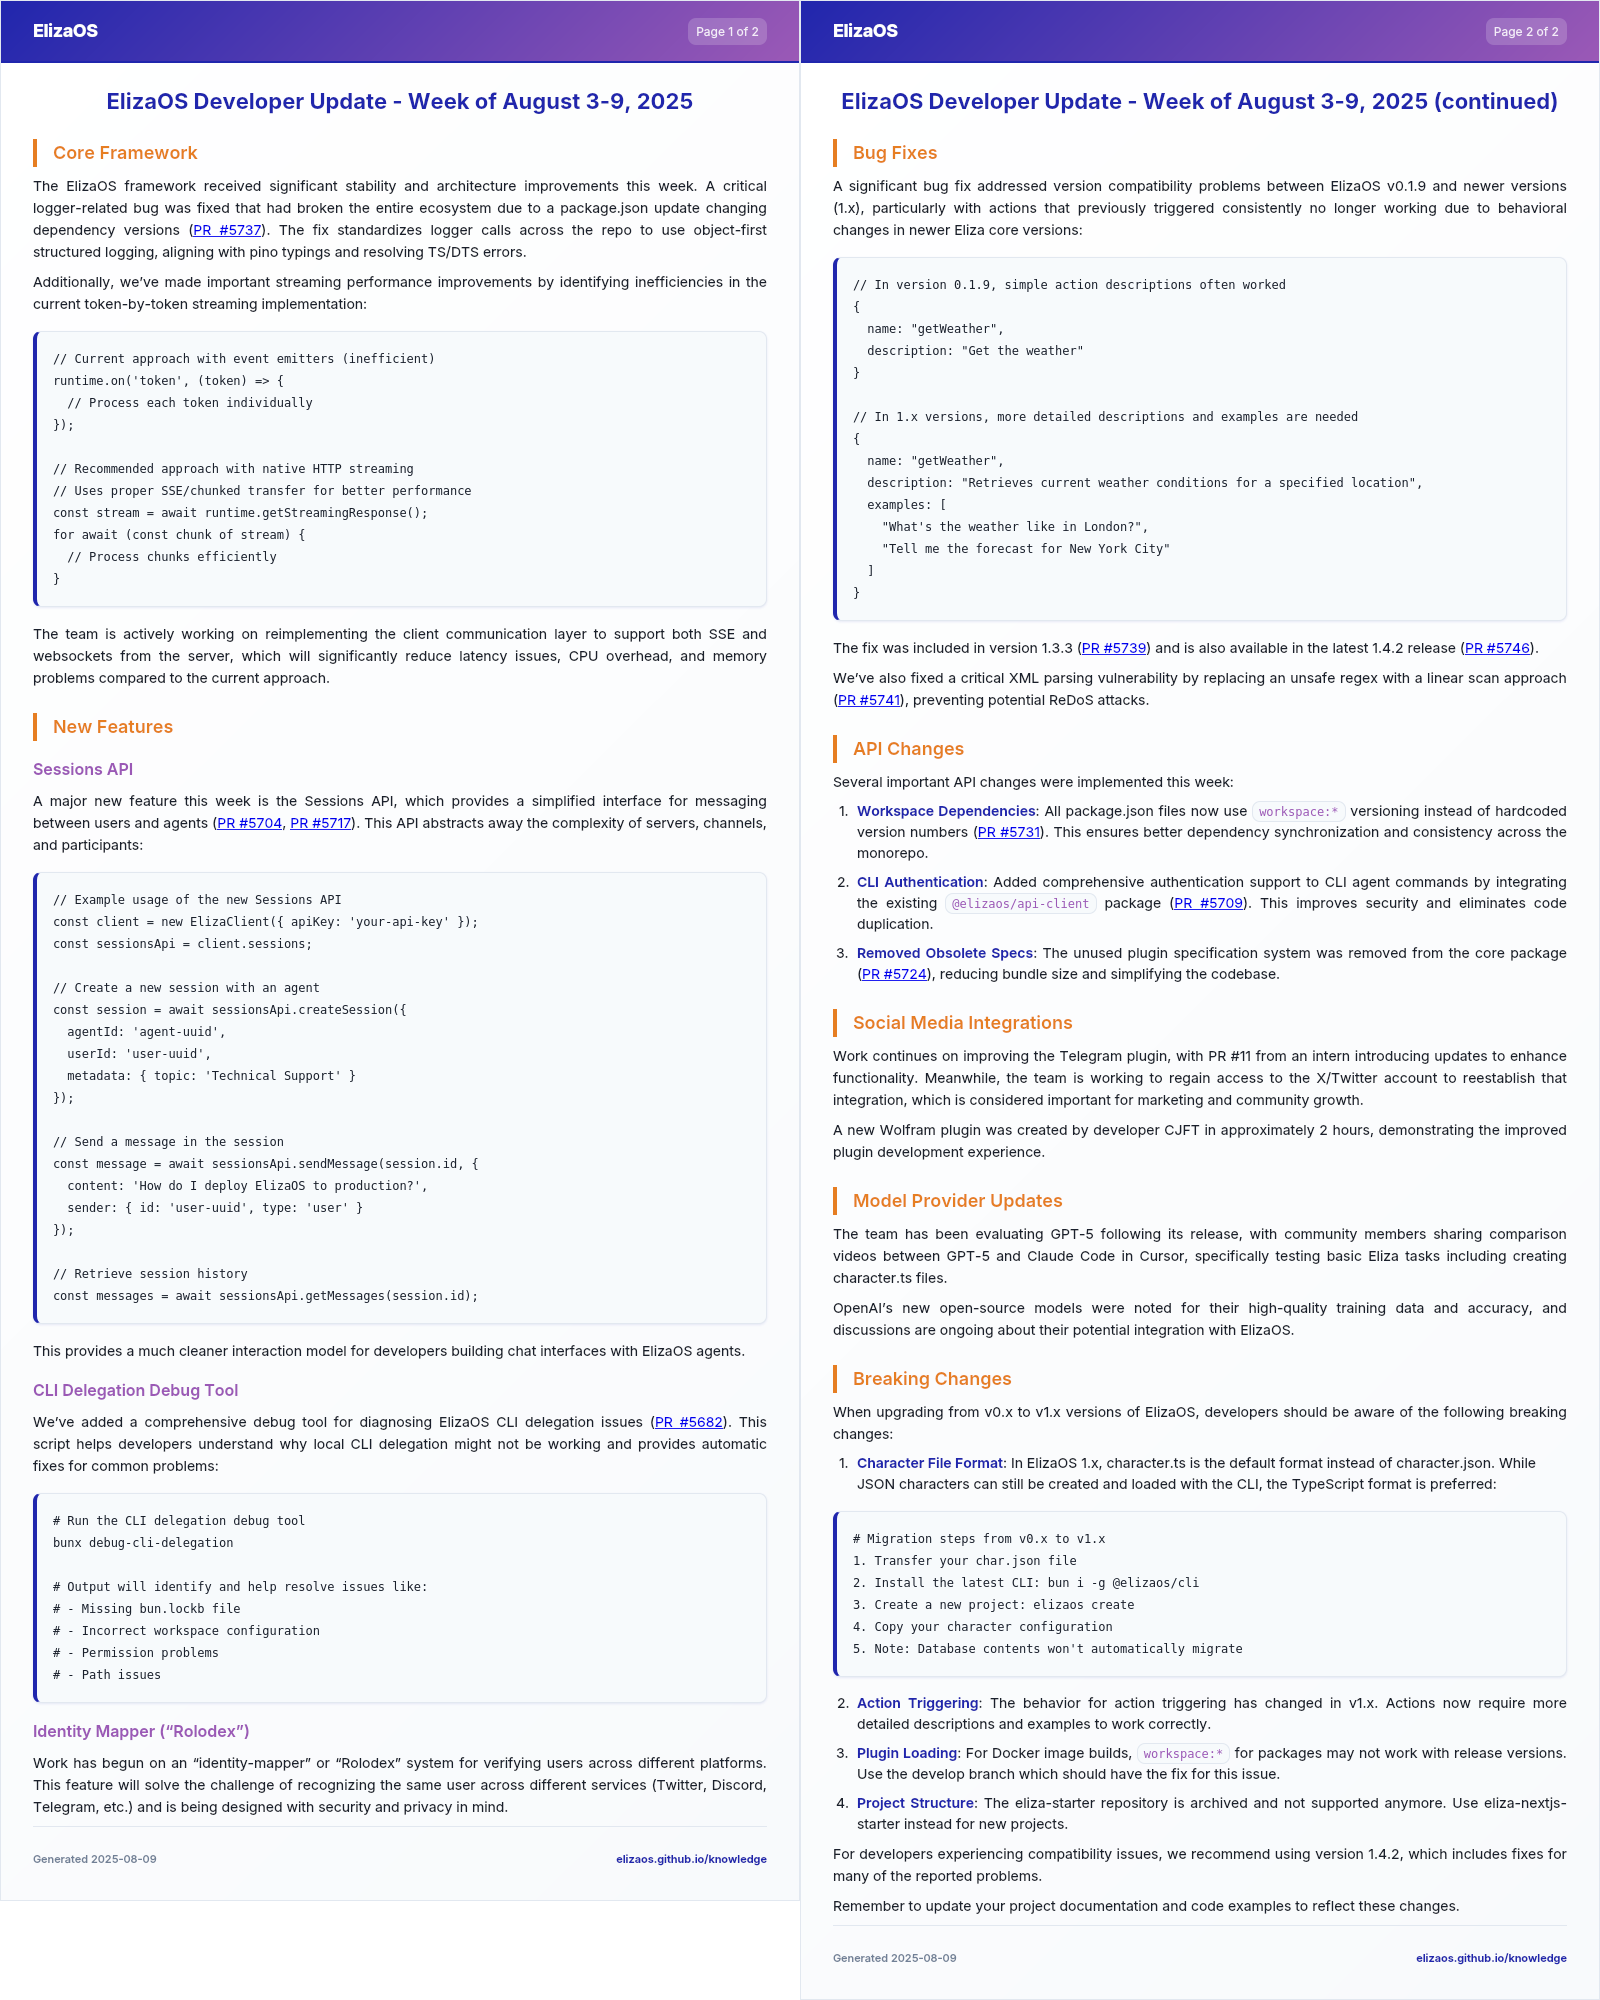 ElizaOS
Page 1 of 2
ElizaOS Developer Update - Week of August 3-9, 2025
Core Framework
The ElizaOS framework received significant stability and architecture improvements this week. A critical
logger-related bug was fixed that had broken the entire ecosystem due to a package.json update changing
dependency versions (PR #5737). The fix standardizes logger calls across the repo to use object-first
structured logging, aligning with pino typings and resolving TS/DTS errors.
Additionally, we've made important streaming performance improvements by identifying inefficiencies in the
current token-by-token streaming implementation:
// Current approach with event emitters (inefficient)
runtime.on('token', (token) => {
  // Process each token individually
});
// Recommended approach with native HTTP streaming
// Uses proper SSE/chunked transfer for better performance
const stream = await runtime.getStreamingResponse();
for await (const chunk of stream) {
  // Process chunks efficiently
}
The team is actively working on reimplementing the client communication layer to support both SSE and
websockets from the server, which will significantly reduce latency issues, CPU overhead, and memory
problems compared to the current approach.
New Features
Sessions API
A major new feature this week is the Sessions API, which provides a simplified interface for messaging
between users and agents (PR #5704, PR #5717). This API abstracts away the complexity of servers, channels,
and participants:
// Example usage of the new Sessions API
const client = new ElizaClient({ apiKey: 'your-api-key' });
const sessionsApi = client.sessions;
// Create a new session with an agent
const session = await sessionsApi.createSession({
  agentId: 'agent-uuid',
  userId: 'user-uuid',
  metadata: { topic: 'Technical Support' }
});
// Send a message in the session
const message = await sessionsApi.sendMessage(session.id, {
  content: 'How do I deploy ElizaOS to production?',
  sender: { id: 'user-uuid', type: 'user' }
});
// Retrieve session history
const messages = await sessionsApi.getMessages(session.id);
This provides a much cleaner interaction model for developers building chat interfaces with ElizaOS agents.
CLI Delegation Debug Tool
We've added a comprehensive debug tool for diagnosing ElizaOS CLI delegation issues (PR #5682). This
script helps developers understand why local CLI delegation might not be working and provides automatic
fixes for common problems:
# Run the CLI delegation debug tool
bunx debug-cli-delegation
# Output will identify and help resolve issues like:
# - Missing bun.lockb file
# - Incorrect workspace configuration
# - Permission problems
# - Path issues
Identity Mapper (“Rolodex”)
Work has begun on an “identity-mapper” or “Rolodex” system for verifying users across different platforms.
This feature will solve the challenge of recognizing the same user across different services (Twitter, Discord,
Telegram, etc.) and is being designed with security and privacy in mind.
Generated 2025-08-09
elizaos.github.io/knowledge
ElizaOS
Page 2 of 2
ElizaOS Developer Update - Week of August 3-9, 2025 (continued)
Bug Fixes
A significant bug fix addressed version compatibility problems between ElizaOS v0.1.9 and newer versions
(1.x), particularly with actions that previously triggered consistently no longer working due to behavioral
changes in newer Eliza core versions:
// In version 0.1.9, simple action descriptions often worked
{
  name: "getWeather",
  description: "Get the weather"
}
// In 1.x versions, more detailed descriptions and examples are needed
{
  name: "getWeather",
  description: "Retrieves current weather conditions for a specified location",
  examples: [
    "What's the weather like in London?",
    "Tell me the forecast for New York City"
  ]
}
The fix was included in version 1.3.3 (PR #5739) and is also available in the latest 1.4.2 release (PR #5746).
We've also fixed a critical XML parsing vulnerability by replacing an unsafe regex with a linear scan approach
(PR #5741), preventing potential ReDoS attacks.
API Changes
Several important API changes were implemented this week:
1. Workspace Dependencies: All package.json files now use workspace:* versioning instead of hardcoded
version numbers (PR #5731). This ensures better dependency synchronization and consistency across the
monorepo.
2. CLI Authentication: Added comprehensive authentication support to CLI agent commands by integrating
the existing @elizaos/api-client package (PR #5709). This improves security and eliminates code
duplication.
3. Removed Obsolete Specs: The unused plugin specification system was removed from the core package
(PR #5724), reducing bundle size and simplifying the codebase.
Social Media Integrations
Work continues on improving the Telegram plugin, with PR #11 from an intern introducing updates to enhance
functionality. Meanwhile, the team is working to regain access to the X/Twitter account to reestablish that
integration, which is considered important for marketing and community growth.
A new Wolfram plugin was created by developer CJFT in approximately 2 hours, demonstrating the improved
plugin development experience.
Model Provider Updates
The team has been evaluating GPT-5 following its release, with community members sharing comparison
videos between GPT-5 and Claude Code in Cursor, specifically testing basic Eliza tasks including creating
character.ts files.
OpenAI's new open-source models were noted for their high-quality training data and accuracy, and
discussions are ongoing about their potential integration with ElizaOS.
Breaking Changes
When upgrading from v0.x to v1.x versions of ElizaOS, developers should be aware of the following breaking
changes:
1. Character File Format: In ElizaOS 1.x, character.ts is the default format instead of character.json. While
JSON characters can still be created and loaded with the CLI, the TypeScript format is preferred:
# Migration steps from v0.x to v1.x
1. Transfer your char.json file
2. Install the latest CLI: bun i -g @elizaos/cli
3. Create a new project: elizaos create
4. Copy your character configuration
5. Note: Database contents won't automatically migrate
2. Action Triggering: The behavior for action triggering has changed in v1.x. Actions now require more
detailed descriptions and examples to work correctly.
3. Plugin Loading: For Docker image builds, workspace:* for packages may not work with release versions.
Use the develop branch which should have the fix for this issue.
4. Project Structure: The eliza-starter repository is archived and not supported anymore. Use eliza-nextjs-
starter instead for new projects.
For developers experiencing compatibility issues, we recommend using version 1.4.2, which includes fixes for
many of the reported problems.
Remember to update your project documentation and code examples to reflect these changes.
Generated 2025-08-09
elizaos.github.io/knowledge